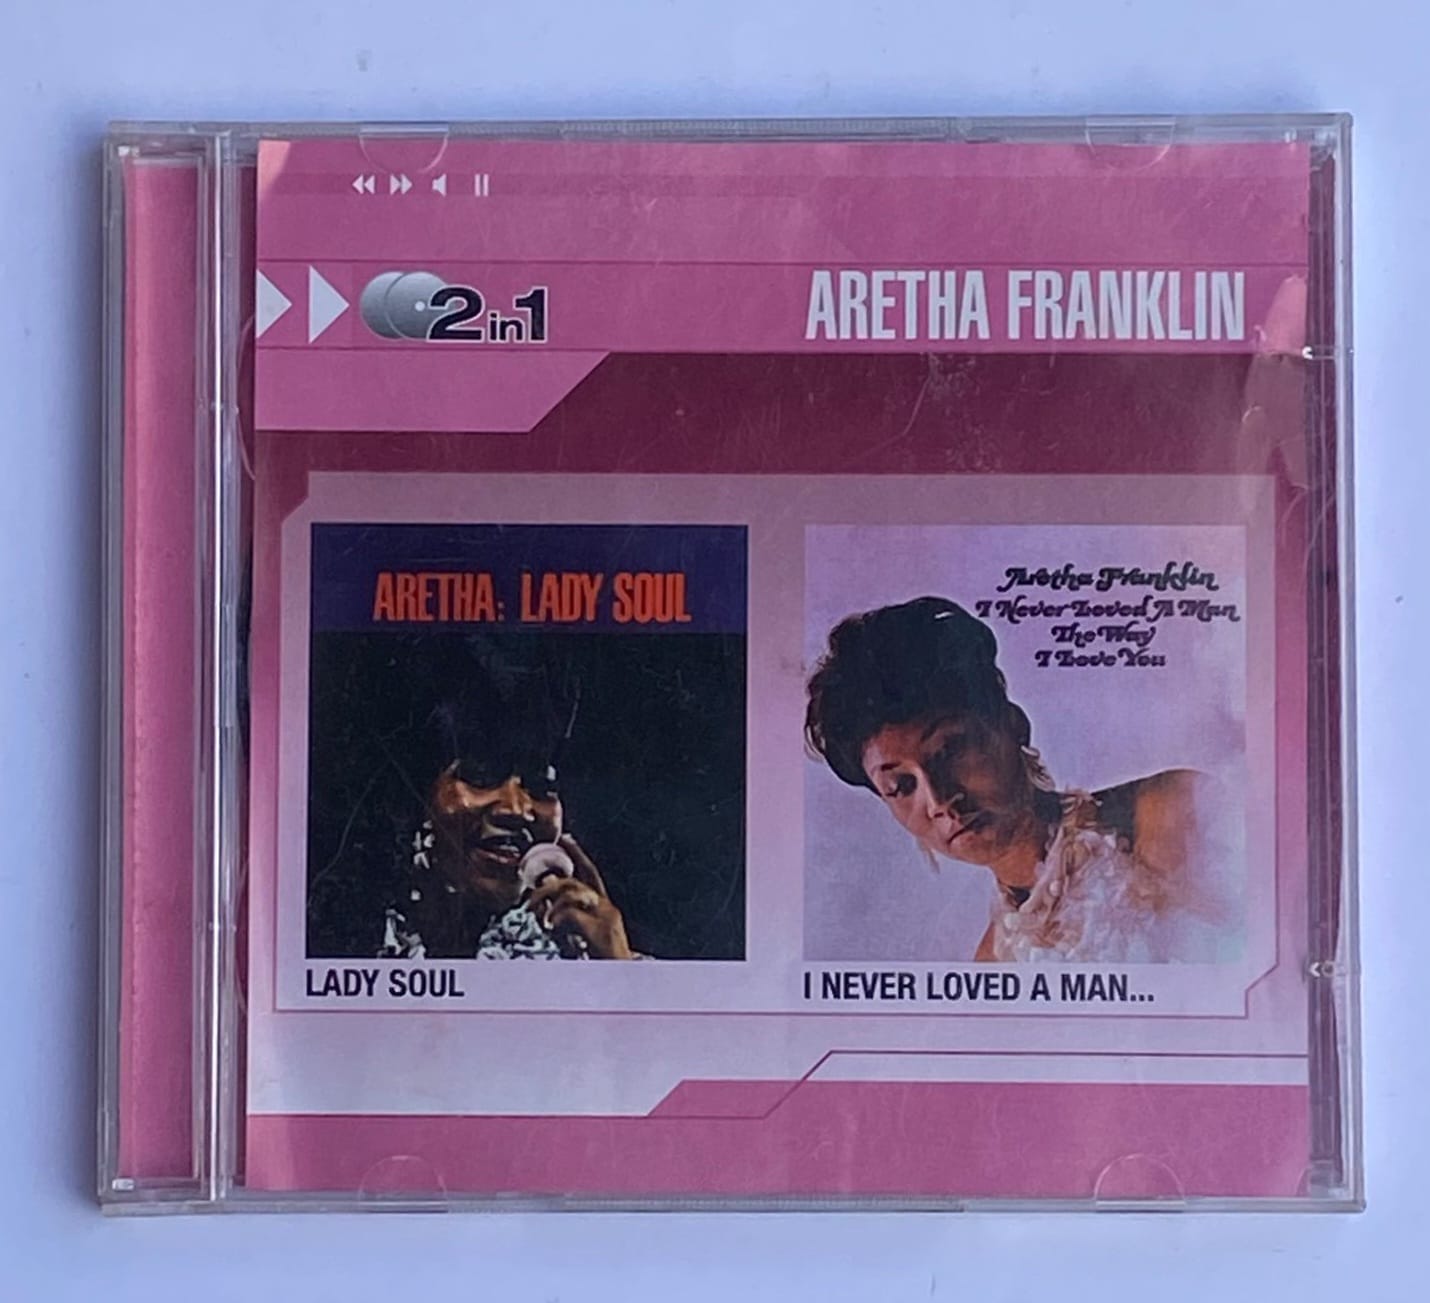 2in1
ARETHA FRANKLIN
ARETHA: LADY SOUL
Aretha Franklin
I Never Loved A Man
The Way
I Love You
LADY SOUL
I NEVER LOVED A MAN...